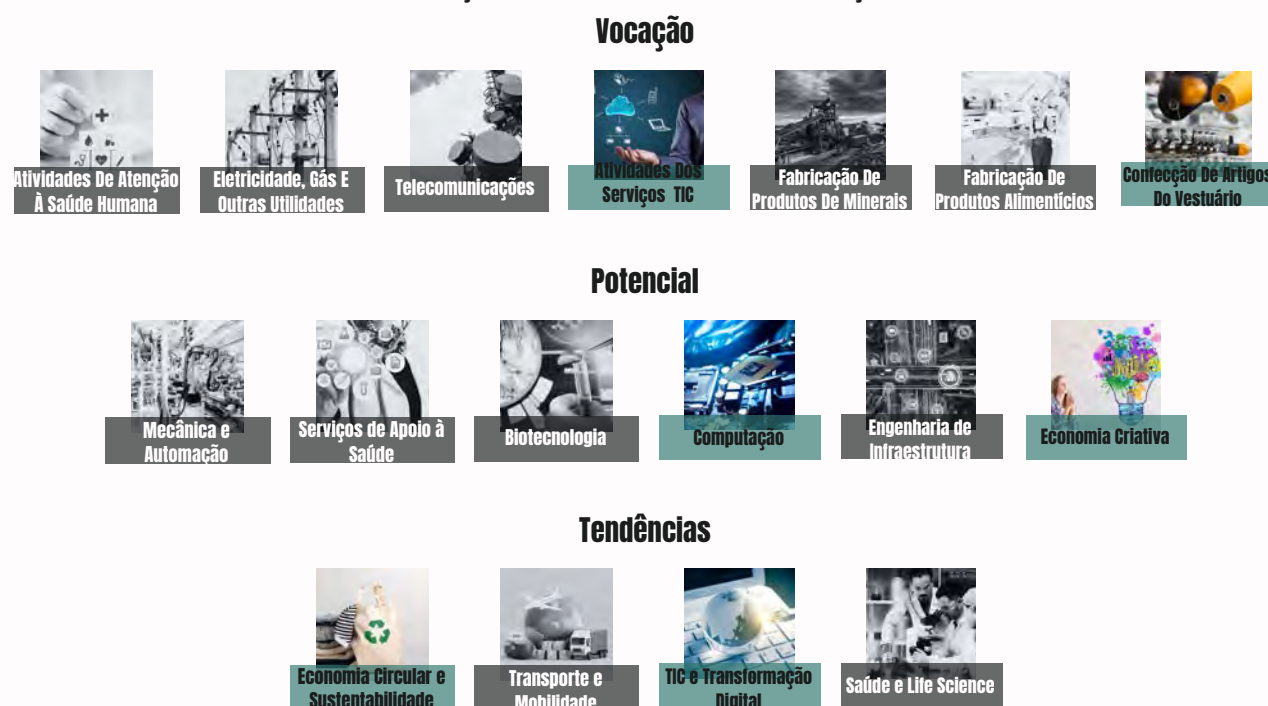 Vocação
Atividades De Atenção
À Saúde Humana
Eletricidade, Gás E
Outras Utilidades
Telecomunicações
Atividades Dos
Serviços TIC
Fabricação De
Produtos De Minerais
Fabricação De
Produtos Alimentícios
Confecção De Artigos
Do Vestuário
Potencial
Mecânica e
Automação
Serviços de Apoio à
Saúde
Biotecnologia
Computação
Engenharia de
Infraestrutura
Economia Criativa
Tendências
Economia Circular e
Sustentabilidade
Transporte e
Mobilidade
TIC e Transformação
Digital
Saúde e Life Science